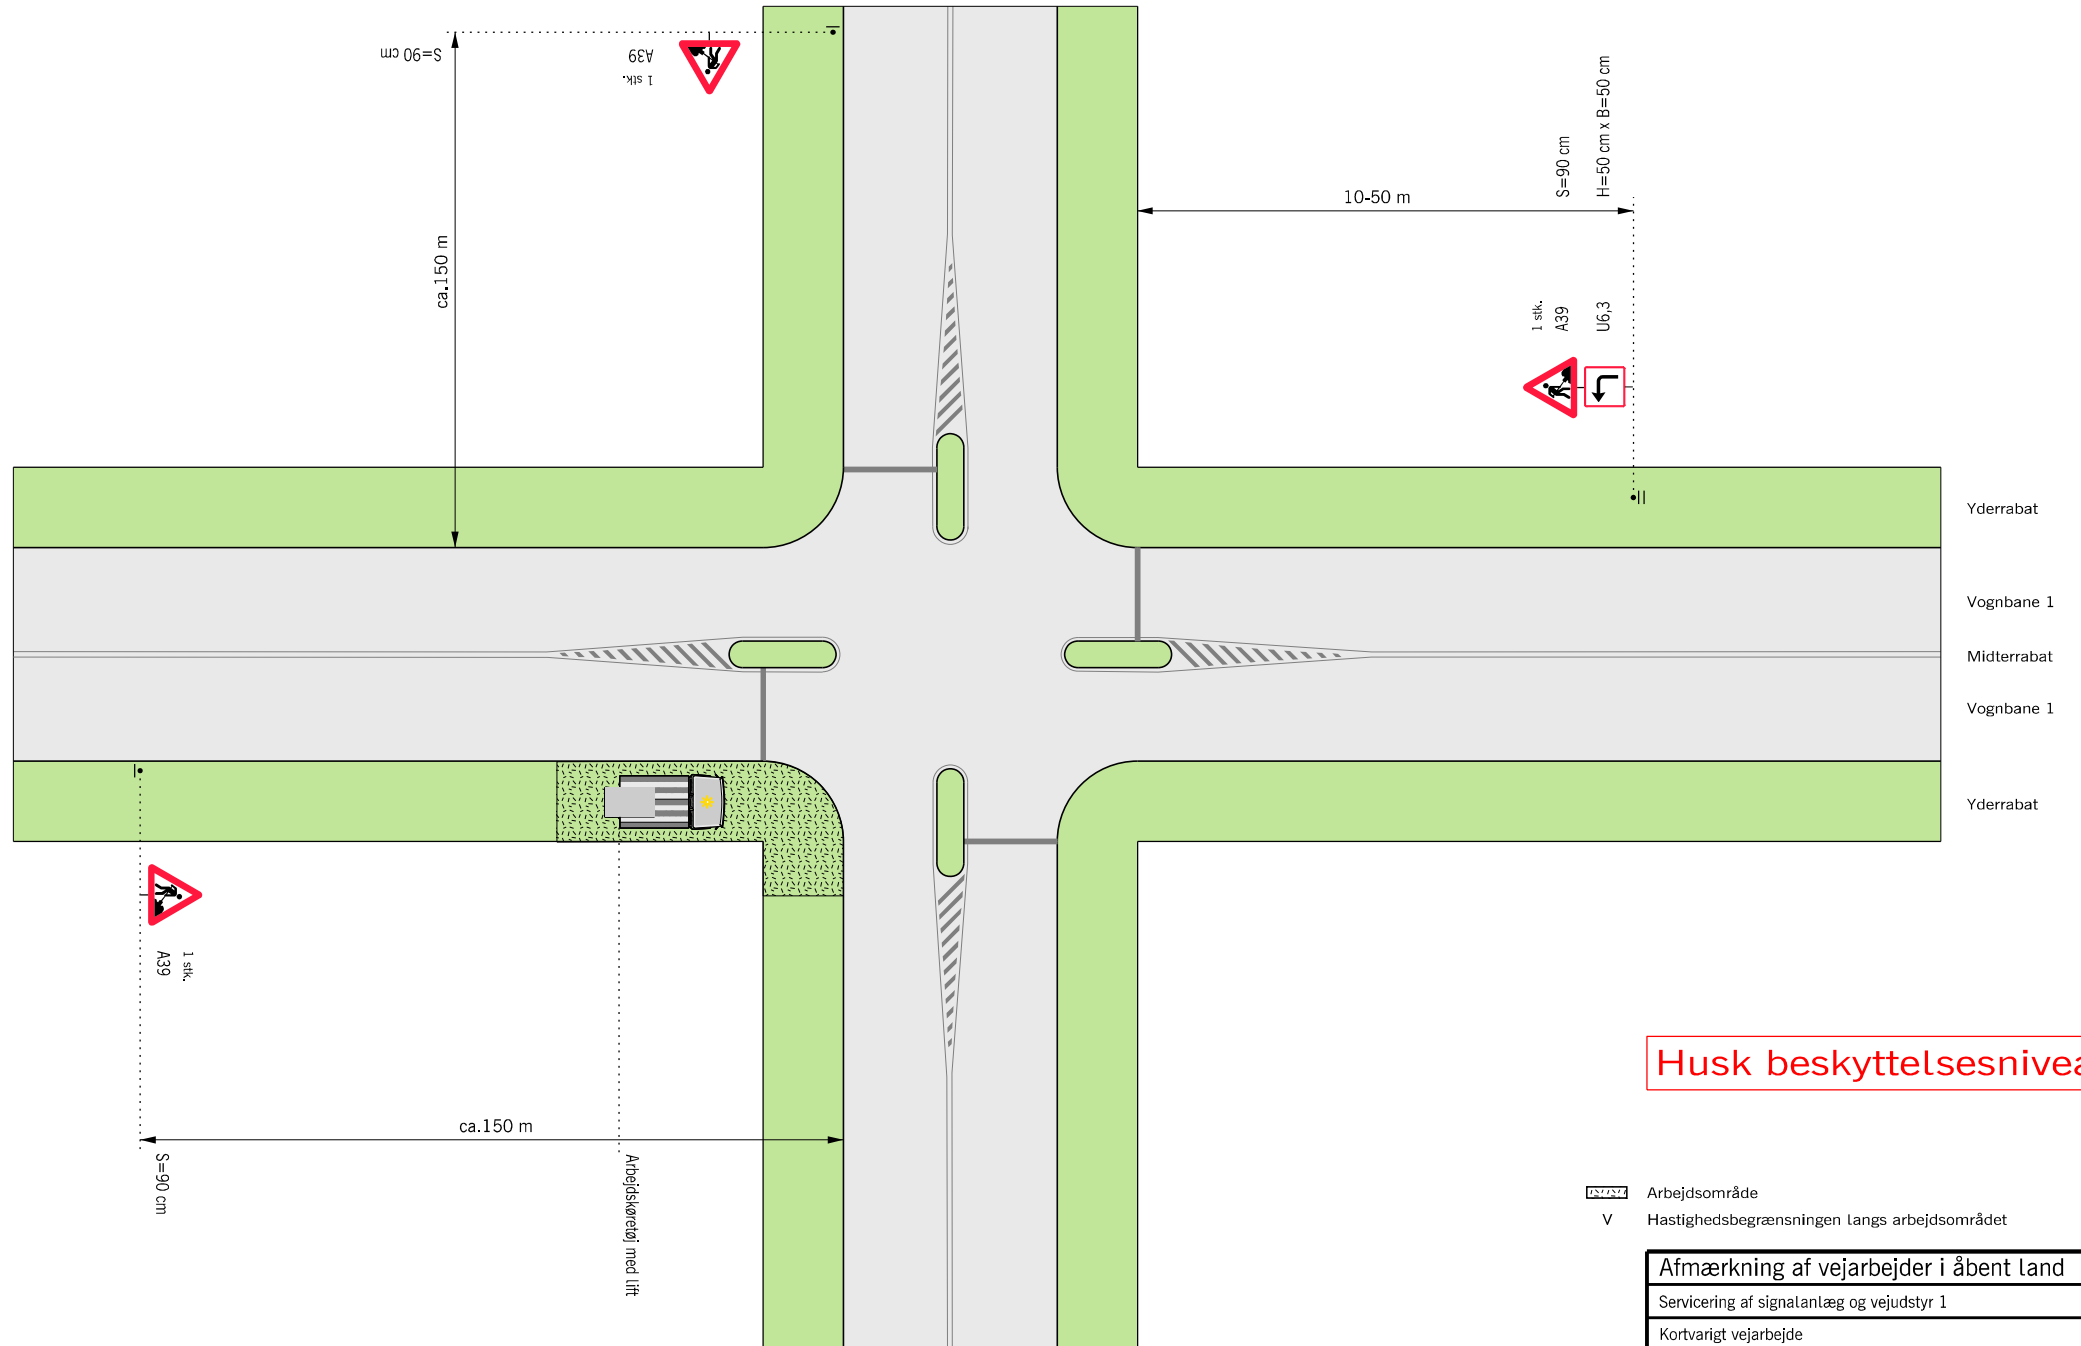 S=90 cm
A39
1 stk.
ca.150 m
10-50 m
S=90 cm
H=50 cm x B=50 cm
1 stk.
A39
U6,3
Yderrabat
Vognbane 1
Midterrabat
Vognbane 1
Yderrabat
1 stk.
A39
ca.150 m
S=90 cm
Arbejdskøretøj med lift
Husk beskyttelsesnivea
Arbejdsområde
V Hastighedsbegrænsningen langs arbejdsområdet
Afmærkning af vejarbejder i åbent land
Servicering af signalanlæg og vejudstyr 1
Kortvarigt vejarbejde